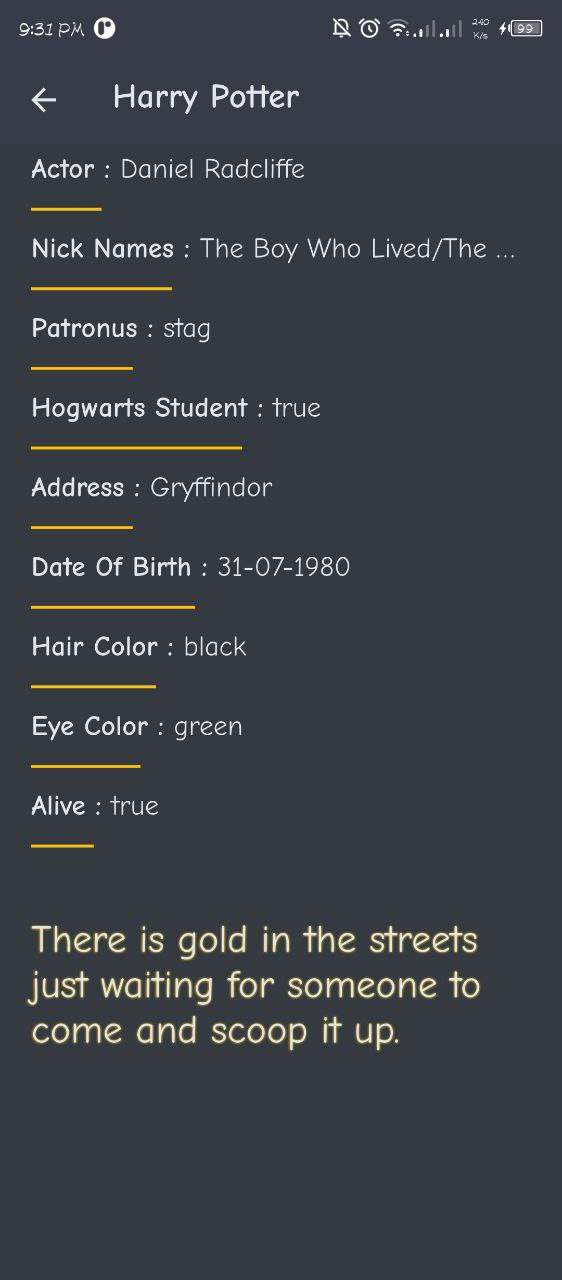 9:31 PM
240
K/s
99
Harry Potter
Actor : Daniel Radcliffe
Nick Names : The Boy Who Lived/The ...
Patronus : stag
Hogwarts Student : true
Address : Gryffindor
Date Of Birth : 31-07-1980
Hair Color : black
Eye Color : green
Alive : true
There is gold in the streets
just waiting for someone to
come and scoop it up.